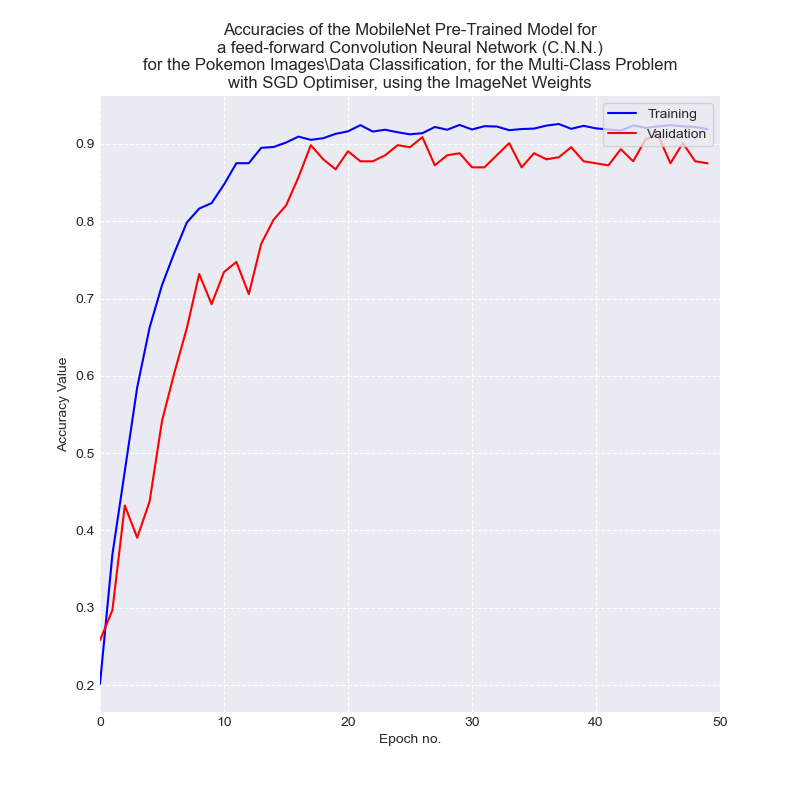 Accuracies of the MobileNet Pre-Trained Model for
a feed-forward Convolution Neural Network (C.N.N.)
for the Pokemon Images\Data Classification, for the Multi-Class Problem
with SGD Optimiser, using the ImageNet Weights
Training
Validation
0.9
0.8
0.7
0.6
0.5
0.4
0.3
0.2
Accuracy Value
0 10 20 30 40 50
Epoch no.